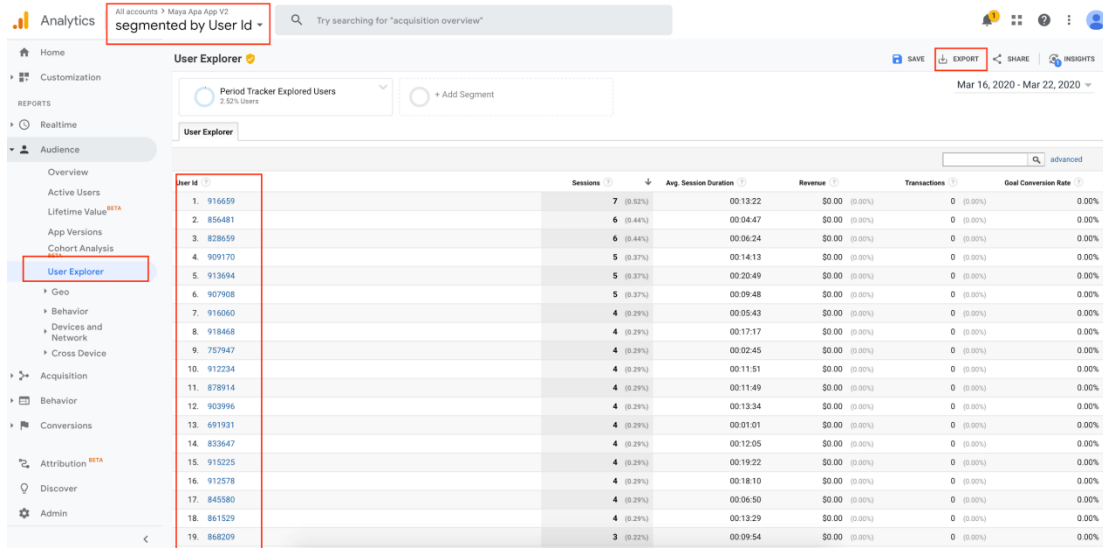 Analytics
All accounts > Maya Apa App V2
segmented by User Id
Try searching for "acquisition overview"
1
Home
Customization
REPORTS
Realtime
Audience
Overview
Active Users
Lifetime Value BETA
App Versions
Cohort Analysis
BETA
User Explorer
Geo
Behavior
Devices and
Network
Cross Device
Acquisition
Behavior
Conversions
Attribution BETA
Discover
Admin
User Explorer
SAVE EXPORT SHARE INSIGHTS
Period Tracker Explored Users
2.52% Users
+ Add Segment
Mar 16, 2020 - Mar 22, 2020
User Explorer
advanced
User Id Sessions Avg. Session Duration Revenue Transactions Goal Conversion Rate
1. 916659 7 (0.52%) 00:13:22 $0.00 (0.00%) 0 (0.00%) 0.00%
2. 856481 6 (0.44%) 00:04:47 $0.00 (0.00%) 0 (0.00%) 0.00%
3. 828659 6 (0.44%) 00:06:24 $0.00 (0.00%) 0 (0.00%) 0.00%
4. 909170 5 (0.37%) 00:14:13 $0.00 (0.00%) 0 (0.00%) 0.00%
5. 913694 5 (0.37%) 00:20:49 $0.00 (0.00%) 0 (0.00%) 0.00%
6. 907908 5 (0.37%) 00:09:48 $0.00 (0.00%) 0 (0.00%) 0.00%
7. 916060 4 (0.29%) 00:05:43 $0.00 (0.00%) 0 (0.00%) 0.00%
8. 918468 4 (0.29%) 00:17:17 $0.00 (0.00%) 0 (0.00%) 0.00%
9. 757947 4 (0.29%) 00:02:45 $0.00 (0.00%) 0 (0.00%) 0.00%
10. 912234 4 (0.29%) 00:11:51 $0.00 (0.00%) 0 (0.00%) 0.00%
11. 878914 4 (0.29%) 00:11:49 $0.00 (0.00%) 0 (0.00%) 0.00%
12. 903996 4 (0.29%) 00:13:34 $0.00 (0.00%) 0 (0.00%) 0.00%
13. 691931 4 (0.29%) 00:01:01 $0.00 (0.00%) 0 (0.00%) 0.00%
14. 833647 4 (0.29%) 00:12:05 $0.00 (0.00%) 0 (0.00%) 0.00%
15. 915225 4 (0.29%) 00:19:22 $0.00 (0.00%) 0 (0.00%) 0.00%
16. 912578 4 (0.29%) 00:18:10 $0.00 (0.00%) 0 (0.00%) 0.00%
17. 845580 4 (0.29%) 00:06:50 $0.00 (0.00%) 0 (0.00%) 0.00%
18. 861529 4 (0.29%) 00:13:29 $0.00 (0.00%) 0 (0.00%) 0.00%
19. 868209 3 (0.22%) 00:09:54 $0.00 (0.00%) 0 (0.00%) 0.00%